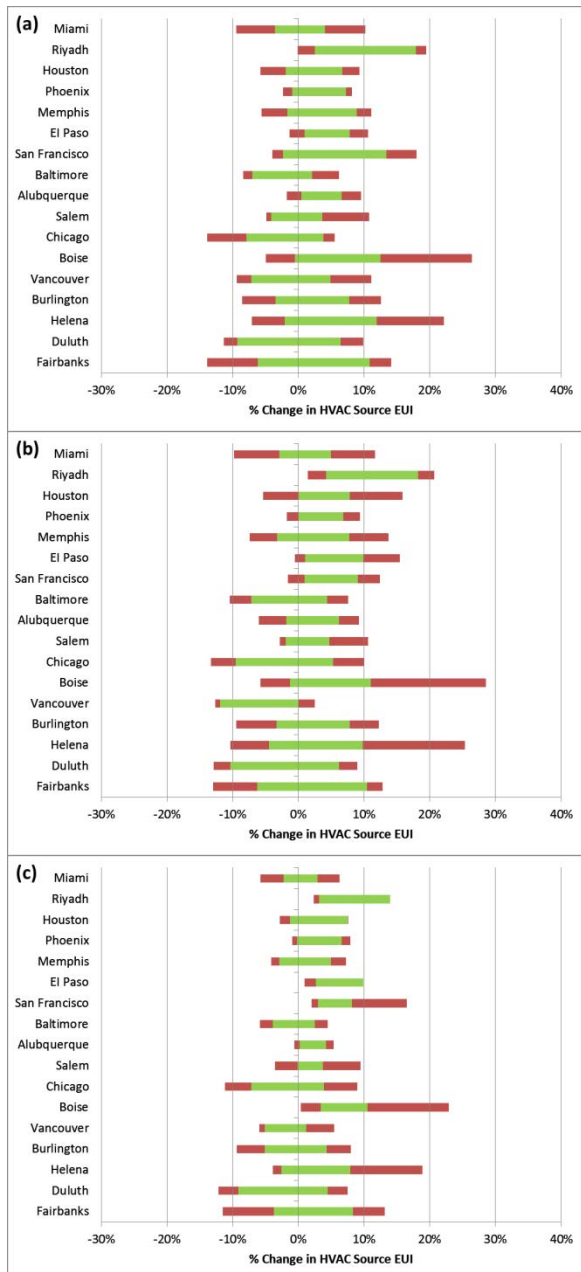 (a)
Miami
Riyadh
Houston
Phoenix
Memphis
El Paso
San Francisco
Baltimore
Alubquerque
Salem
Chicago
Boise
Vancouver
Burlington
Helena
Duluth
Fairbanks
-30% -20% -10% 0% 10% 20% 30% 40%
% Change in HVAC Source EUI
(b)
Miami
Riyadh
Houston
Phoenix
Memphis
El Paso
San Francisco
Baltimore
Alubquerque
Salem
Chicago
Boise
Vancouver
Burlington
Helena
Duluth
Fairbanks
-30% -20% -10% 0% 10% 20% 30% 40%
% Change in HVAC Source EUI
(c)
Miami
Riyadh
Houston
Phoenix
Memphis
El Paso
San Francisco
Baltimore
Alubquerque
Salem
Chicago
Boise
Vancouver
Burlington
Helena
Duluth
Fairbanks
-30% -20% -10% 0% 10% 20% 30% 40%
% Change in HVAC Source EUI